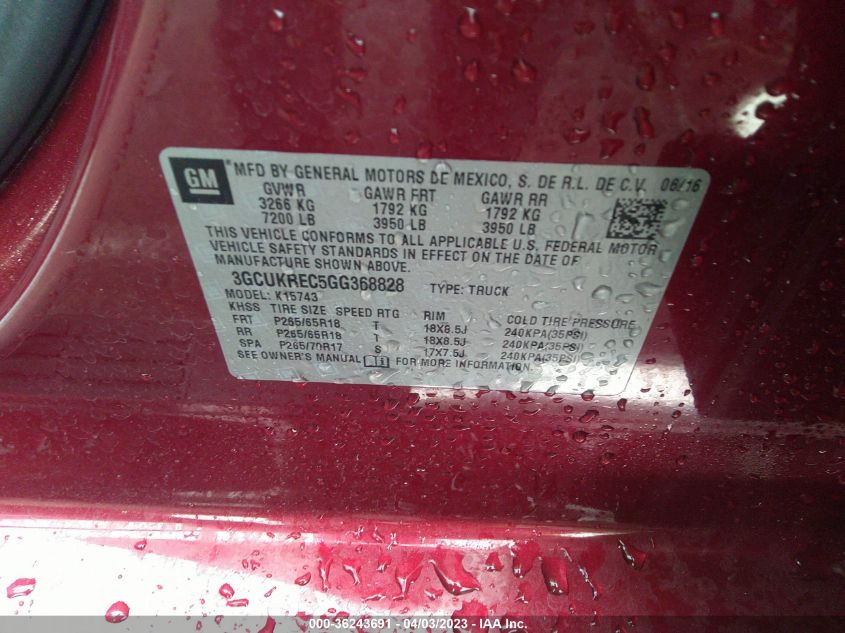 GM ® MFD BY GENERAL MOTORS DE MEXICO, S. DE R.L. DE C.V. 06/16
GVWR GAWR FRT GAWR RR
3266 KG 1792 KG 1792 KG
7200 LB 3950 LB 3950 LB
THIS VEHICLE CONFORMS TO ALL APPLICABLE U.S. FEDERAL MOTOR
VEHICLE SAFETY STANDARDS IN EFFECT ON THE DATE OF
MANUFACTURE SHOWN ABOVE.
3GCUKREC5GG368828 TYPE: TRUCK
MODEL: K15743
KHSS TIRE SIZE SPEED RTG RIM COLD TIRE PRESSURE
FRT P265/65R18 T 18X8.5J 240KPA(35PSI)
RR P265/65R18 T 18X8.5J 240KPA(35PSI)
SPA P265/70R17 S 17X7.5J 240KPA(35PSI)
SEE OWNER'S MANUAL FOR MORE INFORMATION.
000-36243691 - 04/03/2023 - IAA Inc.